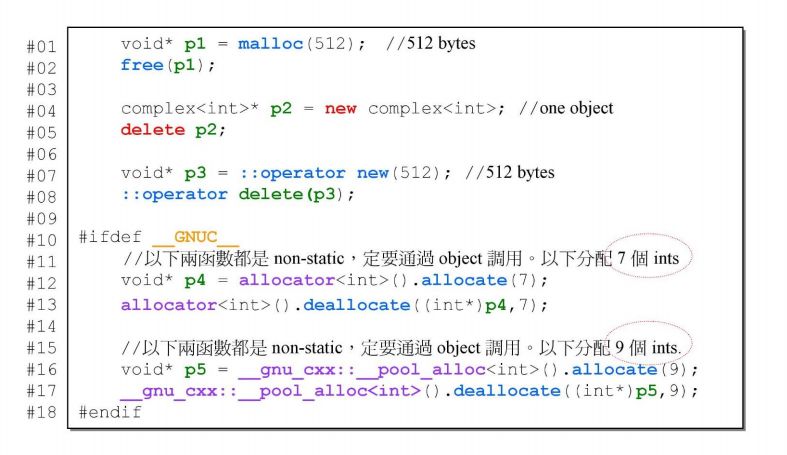 #01 void* p1 = malloc(512); //512 bytes
#02 free(p1);
#03
#04 complex<int>* p2 = new complex<int>; //one object
#05 delete p2;
#06
#07 void* p3 = ::operator new(512); //512 bytes
#08 ::operator delete(p3);
#09
#10 #ifdef __GNUC__
#11 //以下兩函數都是 non-static，定要通過 object 調用。以下分配 7 個 ints
#12 void* p4 = allocator<int>().allocate(7);
#13 allocator<int>().deallocate((int*)p4,7);
#14
#15 //以下兩函數都是 non-static，定要通過 object 調用。以下分配 9 個 ints.
#16 void* p5 = __gnu_cxx::__pool_alloc<int>().allocate(9);
#17 __gnu_cxx::__pool_alloc<int>().deallocate((int*)p5,9);
#18 #endif